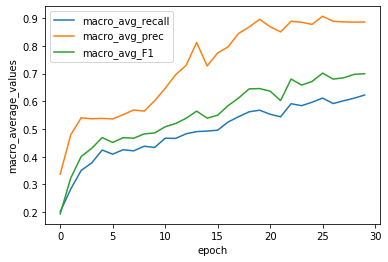 macro_avg_recall
macro_avg_prec
macro_avg_F1
macro_average_values
0.9
0.8
0.7
0.6
0.5
0.4
0.3
0.2
0 5 10 15 20 25 30
epoch